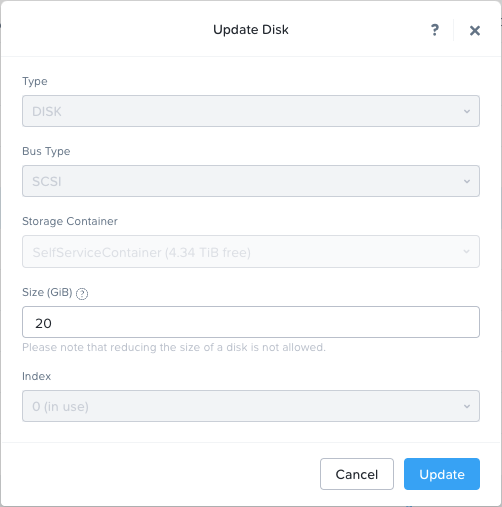 Update Disk
?
Type
DISK
Bus Type
SCSI
Storage Container
SelfServiceContainer (4.34 TiB free)
Size (GiB) ?
20
Please note that reducing the size of a disk is not allowed.
Index
0 (in use)
Cancel Update